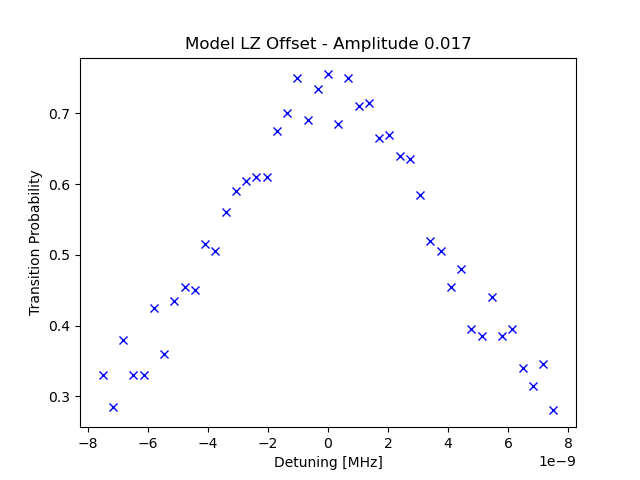 Model LZ Offset - Amplitude 0.017
Transition Probability
0.7
0.6
0.5
0.4
0.3
−8 −6 −4 −2 0 2 4 6 8
Detuning [MHz]
1e−9